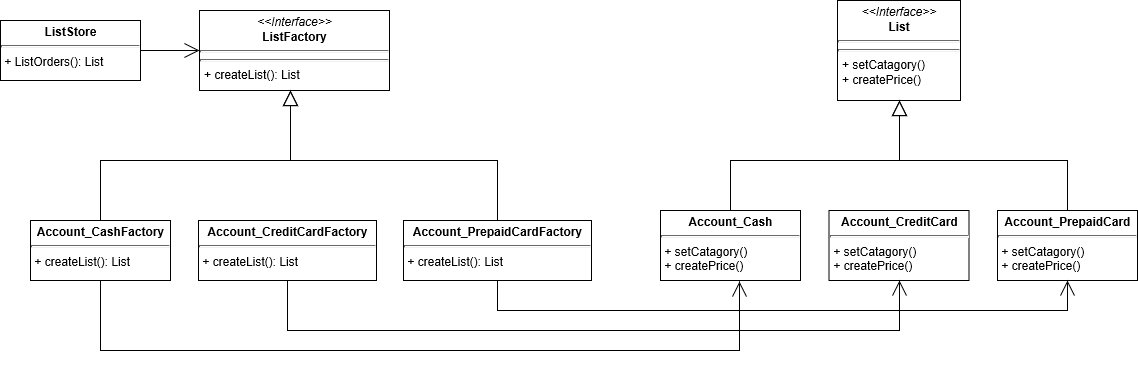 ListStore
+ ListOrders(): List
<<Interface>>
ListFactory
+ createList(): List
<<Interface>>
List
+ setCatagory()
+ createPrice()
Account_CashFactory
+ createList(): List
Account_CreditCardFactory
+ createList(): List
Account_PrepaidCardFactory
+ createList(): List
Account_Cash
+ setCatagory()
+ createPrice()
Account_CreditCard
+ setCatagory()
+ createPrice()
Account_PrepaidCard
+ setCatagory()
+ createPrice()